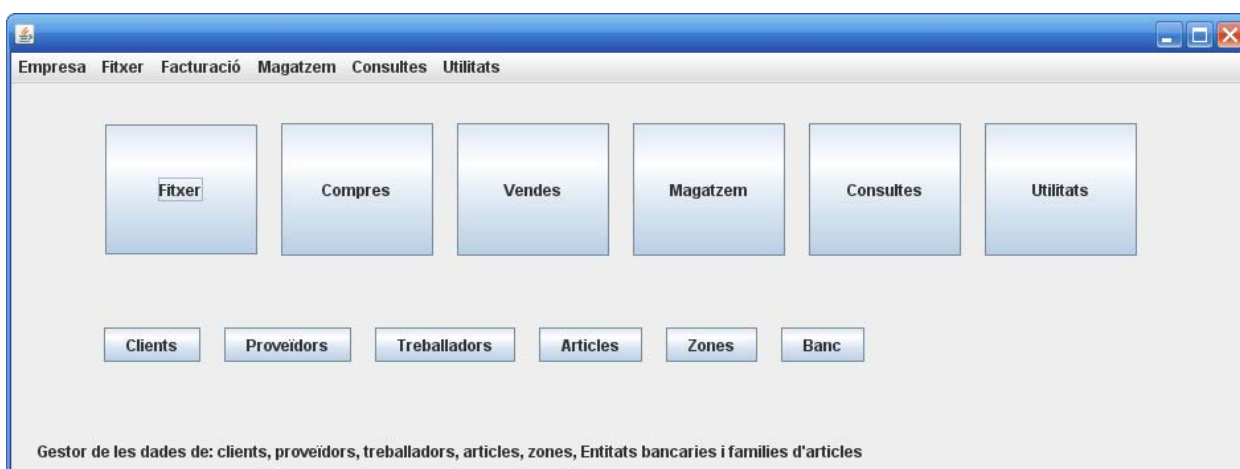 Empresa Fitxer Facturació Magatzem Consultes Utilitats
Fitxer Compres Vendes Magatzem Consultes Utilitats
Clients Proveïdors Treballadors Articles Zones Banc
Gestor de les dades de: clients, proveïdors, treballadors, articles, zones, Entitats bancaries i families d'articles